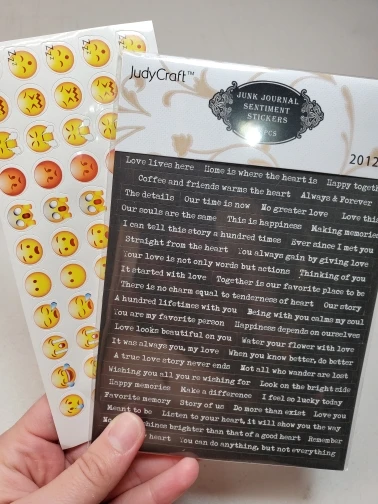 JudyCraft™
JUNK JOURNAL
SENTIMENT
STICKERS
PCS
2012
Love lives here Home is where the heart is Happy
Coffee and friends warms the heart Always & Forever
The details Our time is now No greater love Love
Our souls are the same This is happiness Making memories
I can tell this story a hundred times Ever since I met you
Straight from the heart You always gain by giving love
Your love is not only words but actions Thinking of you
It started with love Together is our favorite place to be
There is no charm equal to tenderness of heart Our story
A hundred lifetimes with you Being with you calms my soul
You are my favorite person Happiness depends on ourselves
Love looks beautiful on you Water your flower with love
It was always you, my love When you know better, do better
A true love story never ends Not all who wander are lost
Wishing you all you're wishing for Look on the bright side
Happy memories Make a difference I feel so lucky today
Favorite memory Story of us Do more than exist Love you
Meant to be Listen to your heart, it will show you the way
shines brighter than that of a good heart Remember
heart You can do anything, but not everything
ZZZ
ZZZ
ZZZ